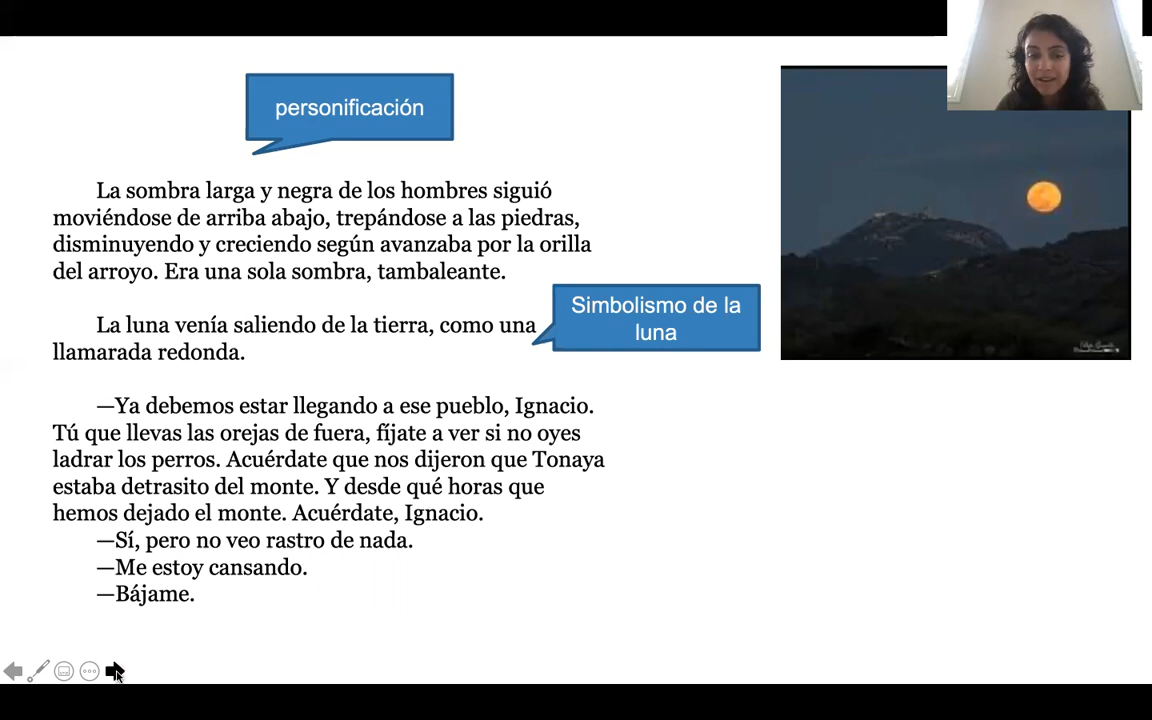 personificación
La sombra larga y negra de los hombres siguió
moviéndose de arriba abajo, trepándose a las piedras,
disminuyendo y creciendo según avanzaba por la orilla
del arroyo. Era una sola sombra, tambaleante.
La luna venía saliendo de la tierra, como una
llamarada redonda.
Simbolismo de la
luna
—Ya debemos estar llegando a ese pueblo, Ignacio.
Tú que llevas las orejas de fuera, fíjate a ver si no oyes
ladrar los perros. Acuérdate que nos dijeron que Tonaya
estaba detrasito del monte. Y desde qué horas que
hemos dejado el monte. Acuérdate, Ignacio.
—Sí, pero no veo rastro de nada.
—Me estoy cansando.
—Bájame.